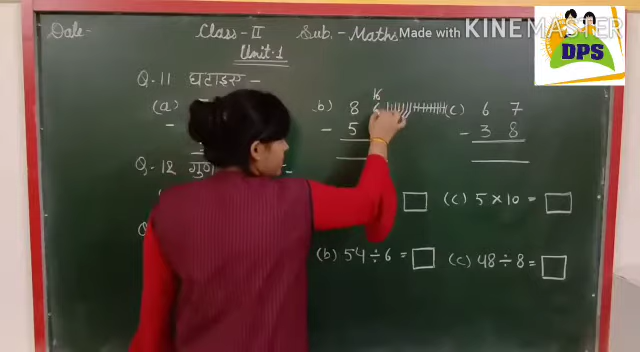 Date-
Class-II
Sub.-Maths
Made with KINEMASTER
DPS
Unit.1
Q.11 घटाइए -
(a)
b) 16
8 6
- 5
(c) 6 7
- 3 8
Q.12
(c) 5 × 10 =
(b) 54 ÷ 6 =
(c) 48 ÷ 8 =